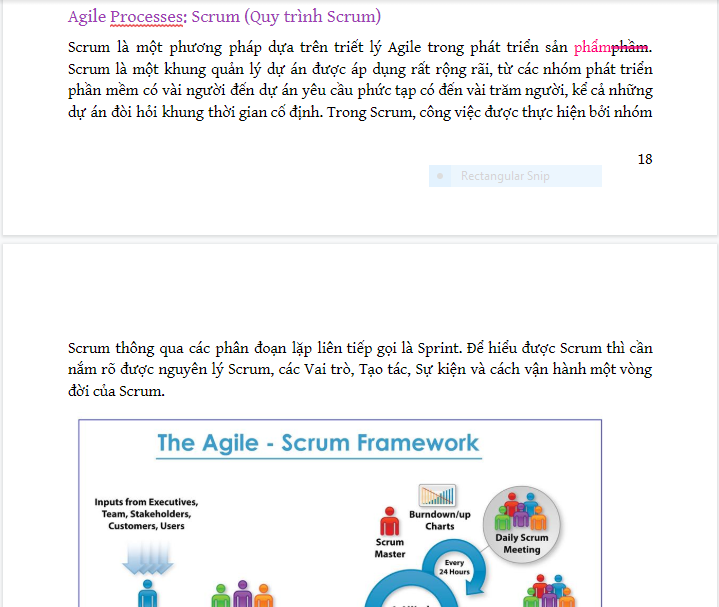 Agile Processes: Scrum (Quy trình Scrum)
Scrum là một phương pháp dựa trên triết lý Agile trong phát triển sản phẩmphầm.
Scrum là một khung quản lý dự án được áp dụng rất rộng rãi, từ các nhóm phát triển
phần mềm có vài người đến dự án yêu cầu phức tạp có đến vài trăm người, kể cả những
dự án đòi hỏi khung thời gian cố định. Trong Scrum, công việc được thực hiện bởi nhóm
18
Rectangular Snip
Scrum thông qua các phân đoạn lặp liên tiếp gọi là Sprint. Để hiểu được Scrum thì cần
nắm rõ được nguyên lý Scrum, các Vai trò, Tạo tác, Sự kiện và cách vận hành một vòng
đời của Scrum.
The Agile - Scrum Framework
Inputs from Executives,
Team, Stakeholders,
Customers, Users
Scrum
Master
Burndown/up
Charts
Every
24 Hours
Daily Scrum
Meeting